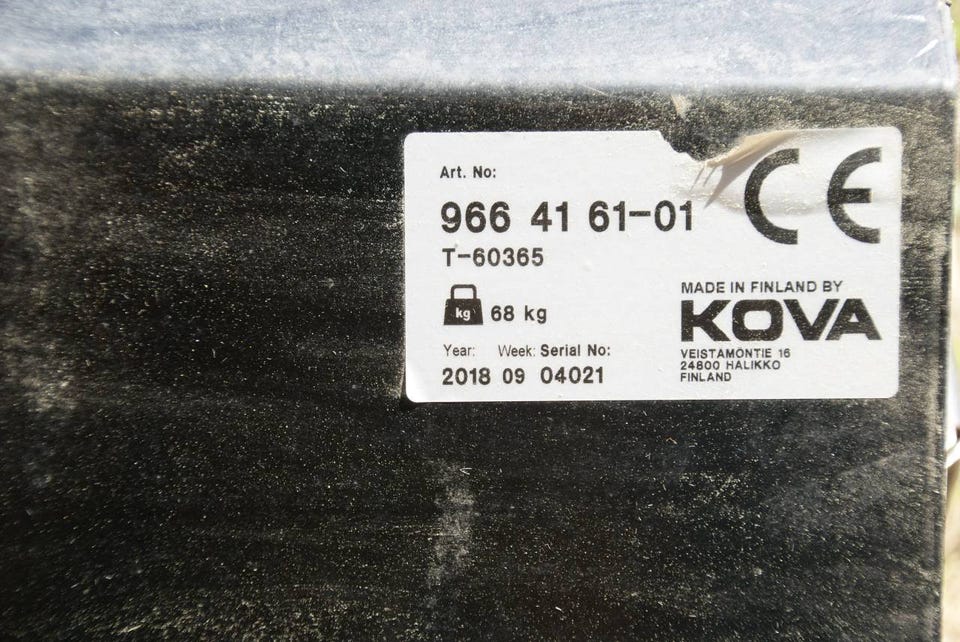 Art. No:
966 41 61-01
T-60365
kg 68 kg
Year: Week: Serial No:
2018 09 04021
CE
MADE IN FINLAND BY
KOVA
VEISTÄMÖNTIE 16
24800 HALIKKO
FINLAND